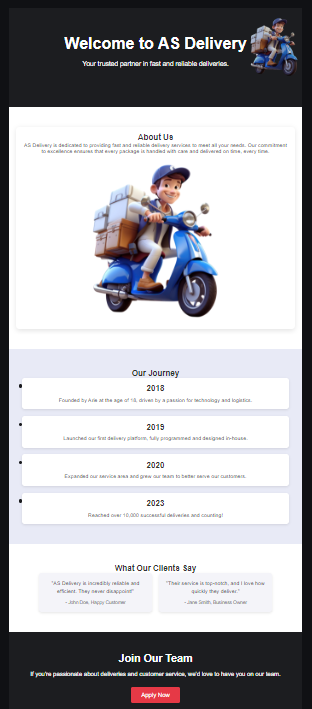 Welcome to AS Delivery
Your trusted partner in fast and reliable deliveries.
About Us
AS Delivery is dedicated to providing fast and reliable delivery services to meet all your needs. Our commitment
to excellence ensures that every package is handled with care and delivered on time, every time.
Our Journey
2018
Founded by Arik at the age of 18, driven by a passion for technology and logistics.
2019
Launched our first delivery platform, fully programmed and designed in-house.
2020
Expanded our service area and grew our team to better serve our customers.
2023
Reached over 10,000 successful deliveries and counting!
What Our Clients Say
"AS Delivery is incredibly reliable and
efficient. They never disappoint!"
- John Doe, Happy Customer
"Their service is top-notch, and I love how
quickly they deliver."
- Jane Smith, Business Owner
Join Our Team
If you're passionate about deliveries and customer service, we'd love to have you on our team.
Apply Now